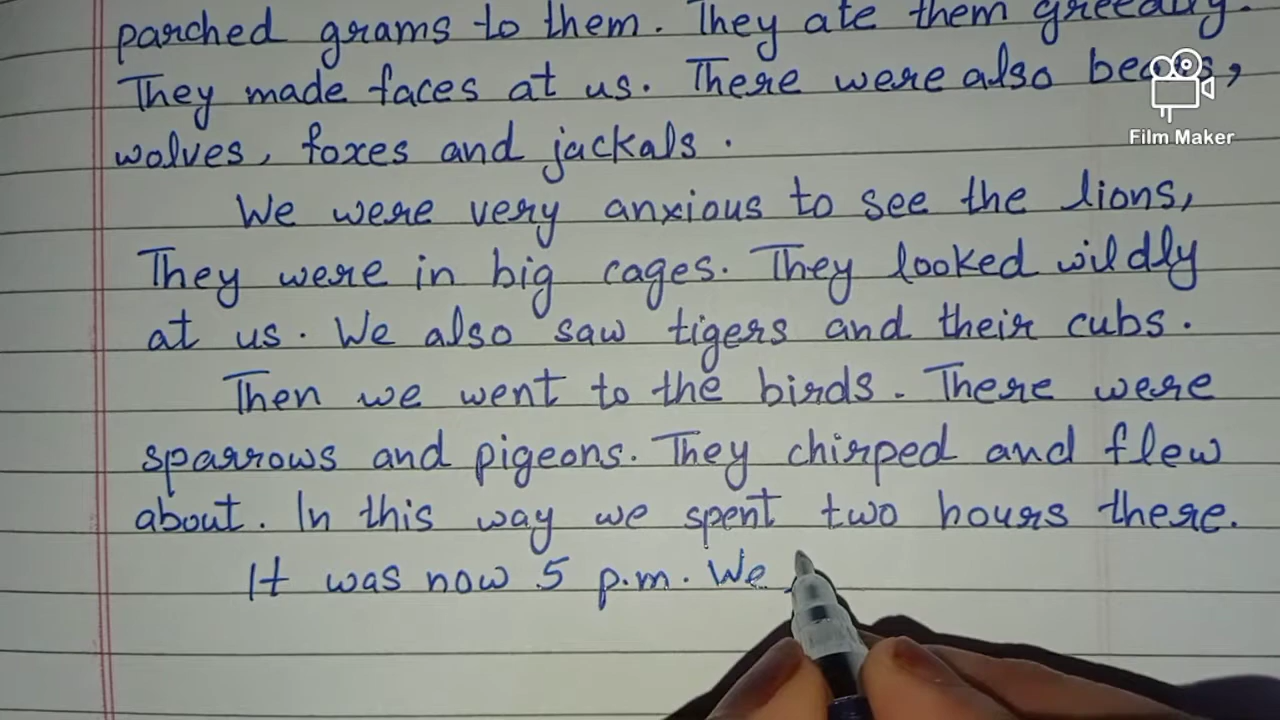 parched grams to them. They ate them greedily.
They made faces at us. There were also bears,
wolves, foxes and jackals.
We were very anxious to see the lions,
They were in big cages. They looked wildly
at us. We also saw tigers and their cubs.
Then we went to the birds. There were
sparrows and pigeons. They chirped and flew
about. In this way we spent two hours there.
It was now 5 p.m. We
Film Maker